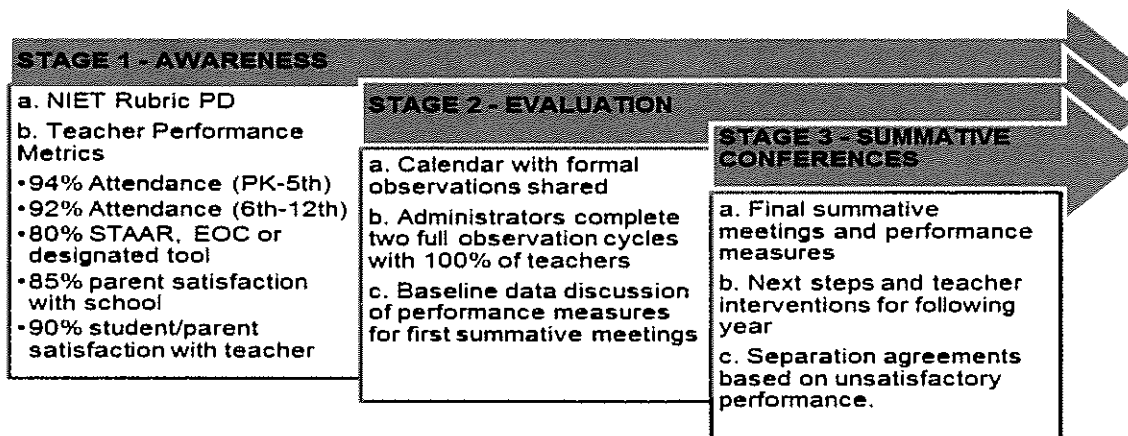 STAGE 1 - AWARENESS
a. NIET Rubric PD
b. Teacher Performance
Metrics
•94% Attendance (PK-5th)
•92% Attendance (6th-12th)
•80% STAAR, EOC or
designated tool
•85% parent satisfaction
with school
•90% student/parent
satisfaction with teacher
STAGE 2 - EVALUATION
a. Calendar with formal
observations shared
b. Administrators complete
two full observation cycles
with 100% of teachers
c. Baseline data discussion
of performance measures
for first summative meetings
STAGE 3 - SUMMATIVE
CONFERENCES
a. Final summative
meetings and performance
measures
b. Next steps and teacher
interventions for following
year
c. Separation agreements
based on unsatisfactory
performance.